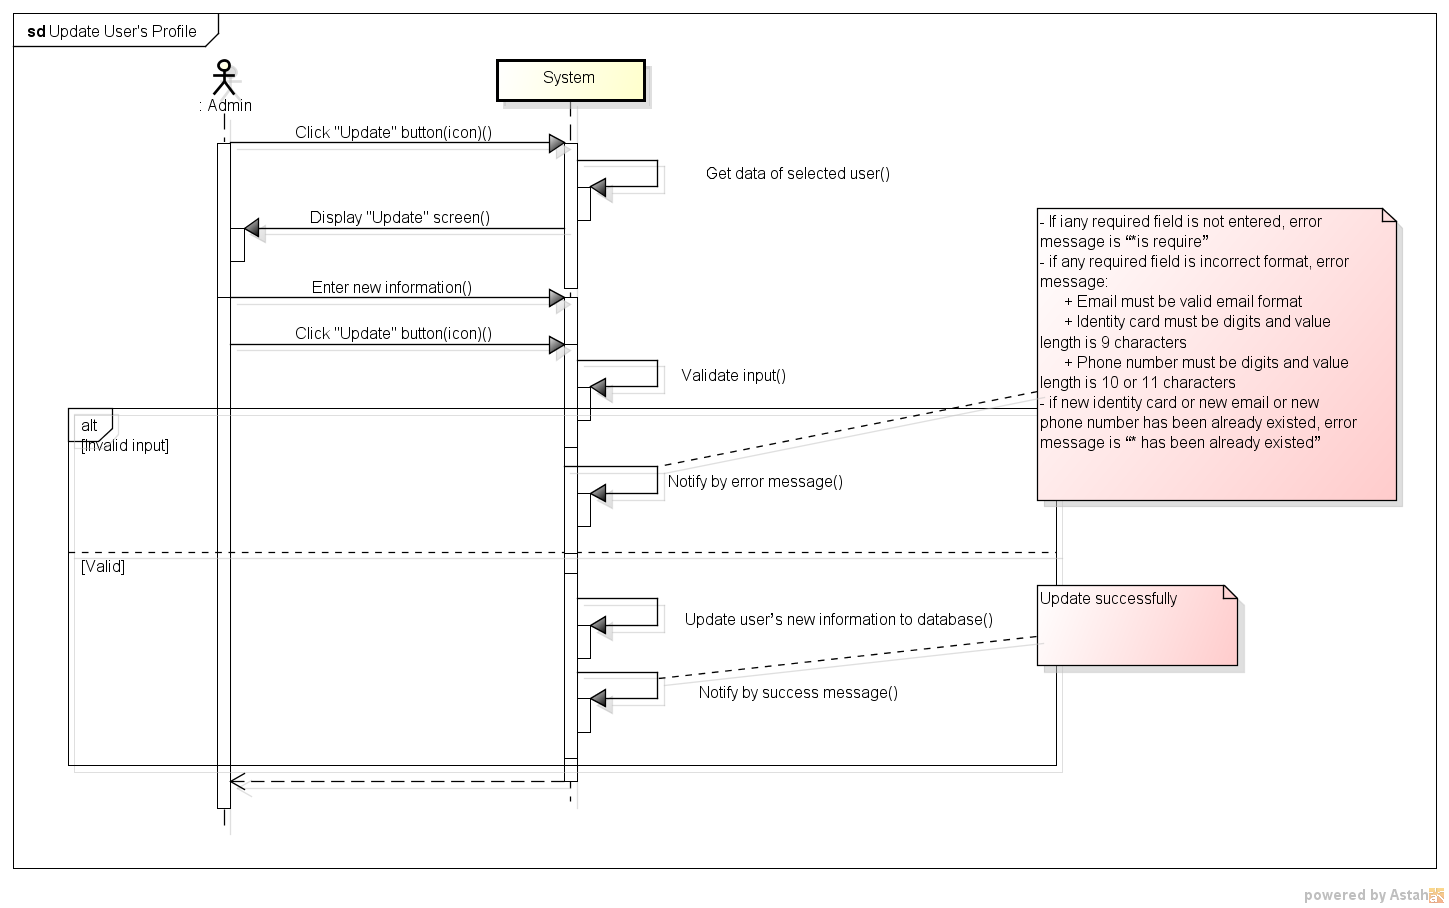 sd Update User's Profile
: Admin
System
Click "Update" button(icon)()
Get data of selected user()
Display "Update" screen()
- If iany required field is not entered, error
message is “*is require”
- if any required field is incorrect format, error
message:
+ Email must be valid email format
+ Identity card must be digits and value
length is 9 characters
+ Phone number must be digits and value
length is 10 or 11 characters
- if new identity card or new email or new
phone number has been already existed, error
message is “* has been already existed”
Enter new information()
Click "Update" button(icon)()
Validate input()
alt
[Invalid input]
Notify by error message()
[Valid]
Update successfully
Update user’s new information to database()
Notify by success message()
powered by Astah